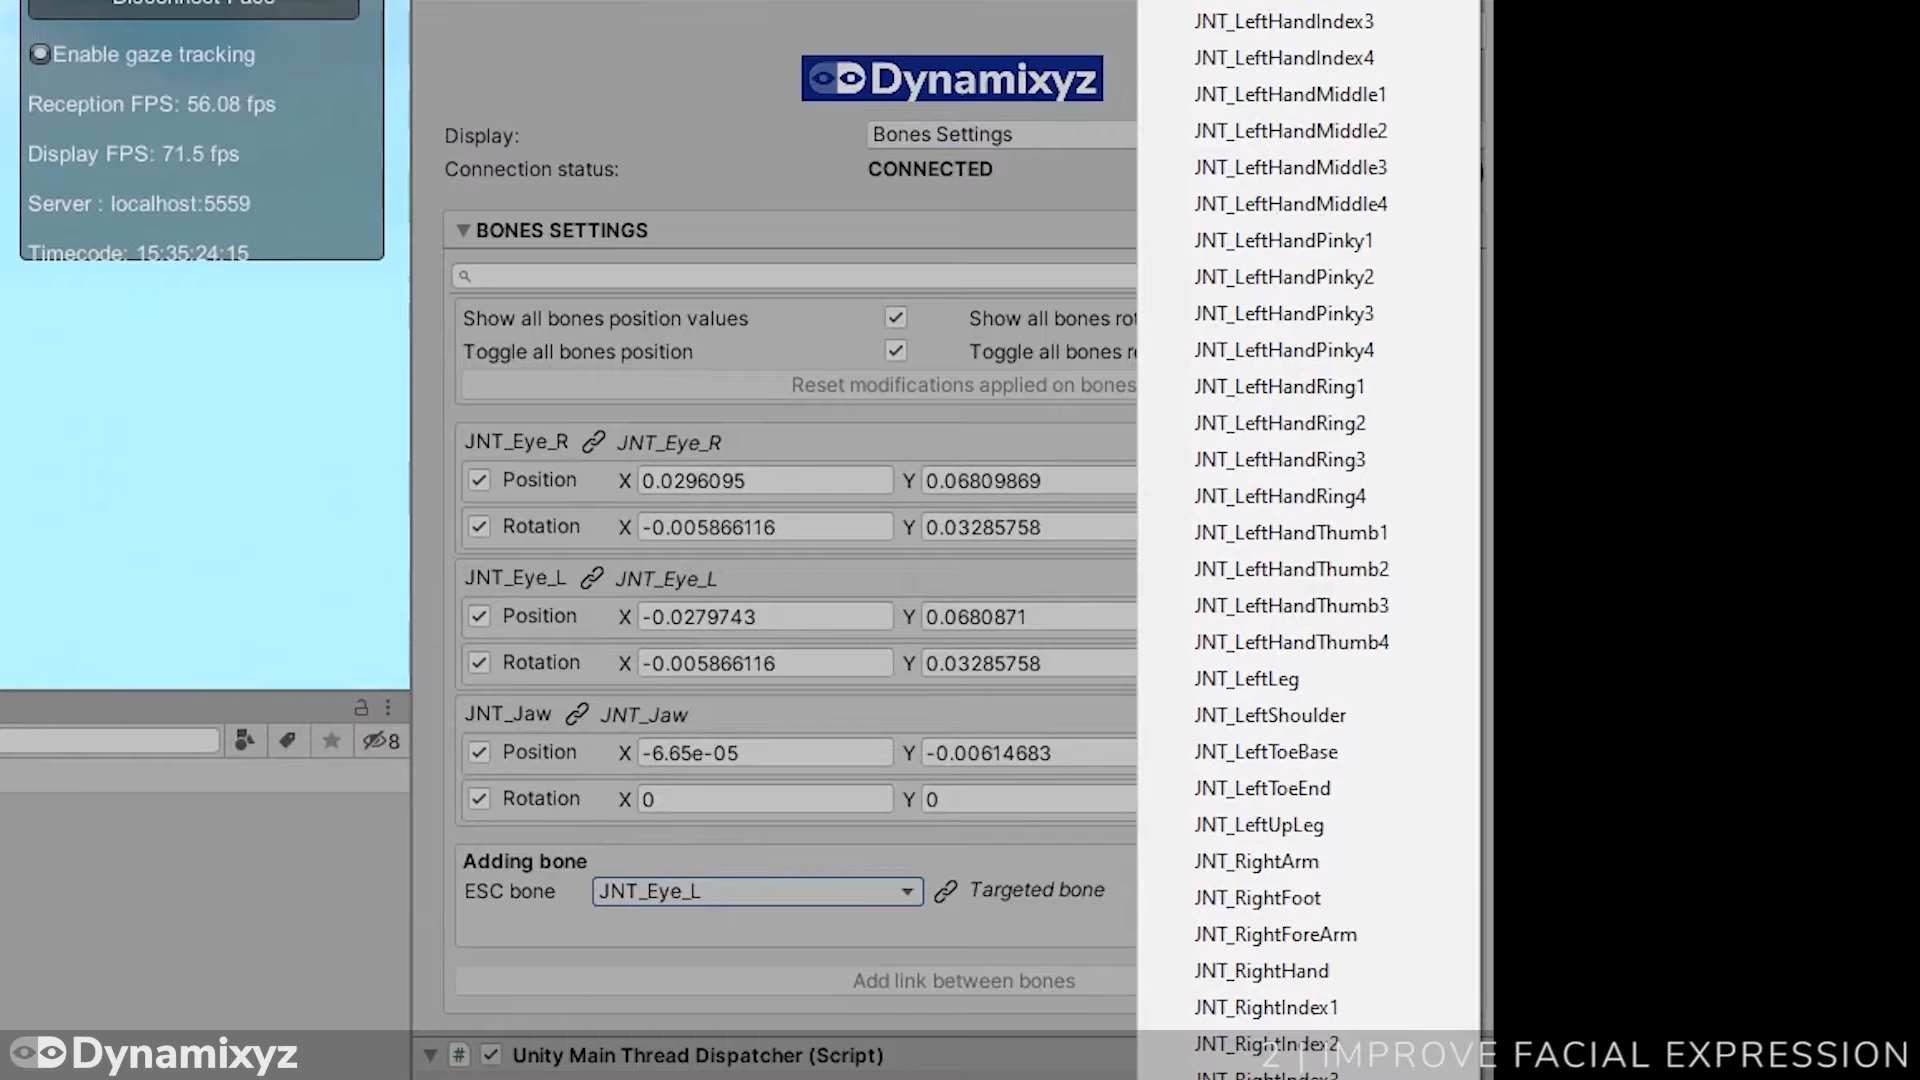 Disconnect Face
Enable gaze tracking
Reception FPS: 56.08 fps
Display FPS: 71.5 fps
Server : localhost:5559
Timecode: 15:35:24:15
8
Dynamixyz
Display:
Bones Settings
Connection status:
CONNECTED
BONES SETTINGS
Show all bones position values
Show all bones rot
Toggle all bones position
Toggle all bones r
Reset modifications applied on bones
JNT_Eye_R JNT_Eye_R
Position X 0.0296095 Y 0.06809869
Rotation X -0.005866116 Y 0.03285758
JNT_Eye_L JNT_Eye_L
Position X -0.0279743 Y 0.0680871
Rotation X -0.005866116 Y 0.03285758
JNT_Jaw JNT_Jaw
Position X -6.65e-05 Y -0.00614683
Rotation X 0 Y 0
Adding bone
ESC bone JNT_Eye_L Targeted bone
Add link between bones
# Unity Main Thread Dispatcher (Script)
JNT_LeftHandIndex3
JNT_LeftHandIndex4
JNT_LeftHandMiddle1
JNT_LeftHandMiddle2
JNT_LeftHandMiddle3
JNT_LeftHandMiddle4
JNT_LeftHandPinky1
JNT_LeftHandPinky2
JNT_LeftHandPinky3
JNT_LeftHandPinky4
JNT_LeftHandRing1
JNT_LeftHandRing2
JNT_LeftHandRing3
JNT_LeftHandRing4
JNT_LeftHandThumb1
JNT_LeftHandThumb2
JNT_LeftHandThumb3
JNT_LeftHandThumb4
JNT_LeftLeg
JNT_LeftShoulder
JNT_LeftToeBase
JNT_LeftToeEnd
JNT_LeftUpLeg
JNT_RightArm
JNT_RightFoot
JNT_RightForeArm
JNT_RightHand
JNT_RightIndex1
JNT_RightIndex2
JNT_RightIndex3
Dynamixyz
2 | IMPROVE FACIAL EXPRESSION